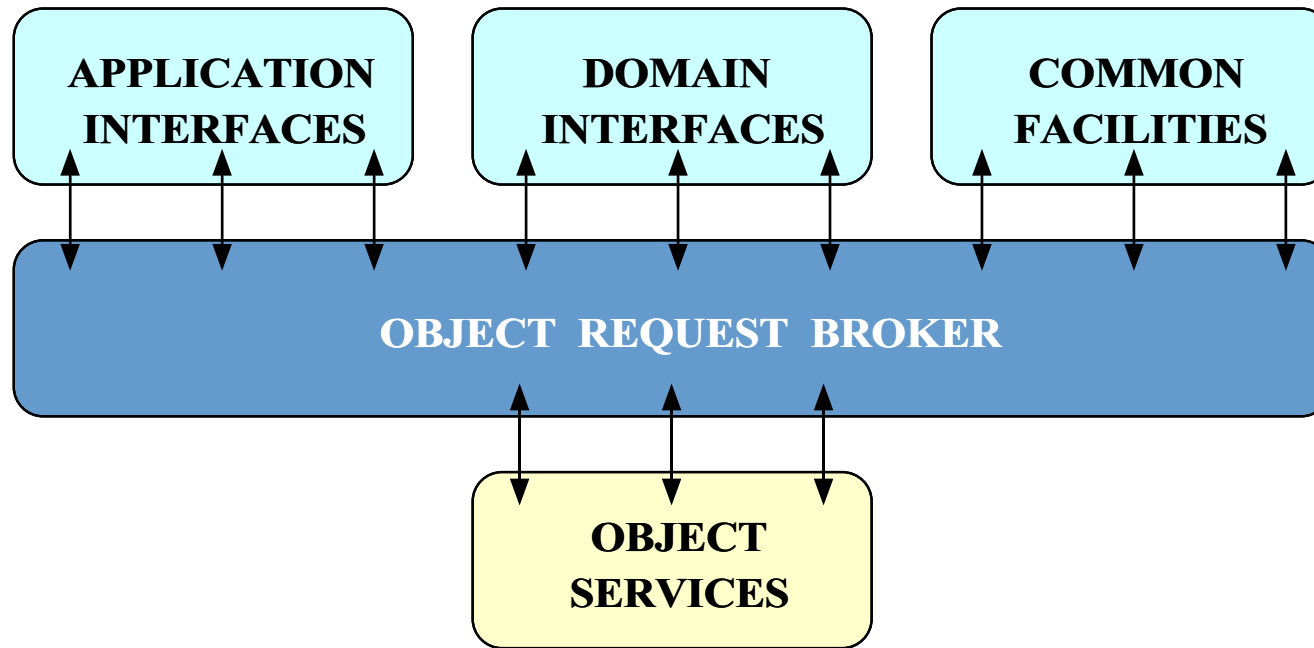 APPLICATION
INTERFACES
DOMAIN
INTERFACES
COMMON
FACILITIES
OBJECT REQUEST BROKER
OBJECT
SERVICES